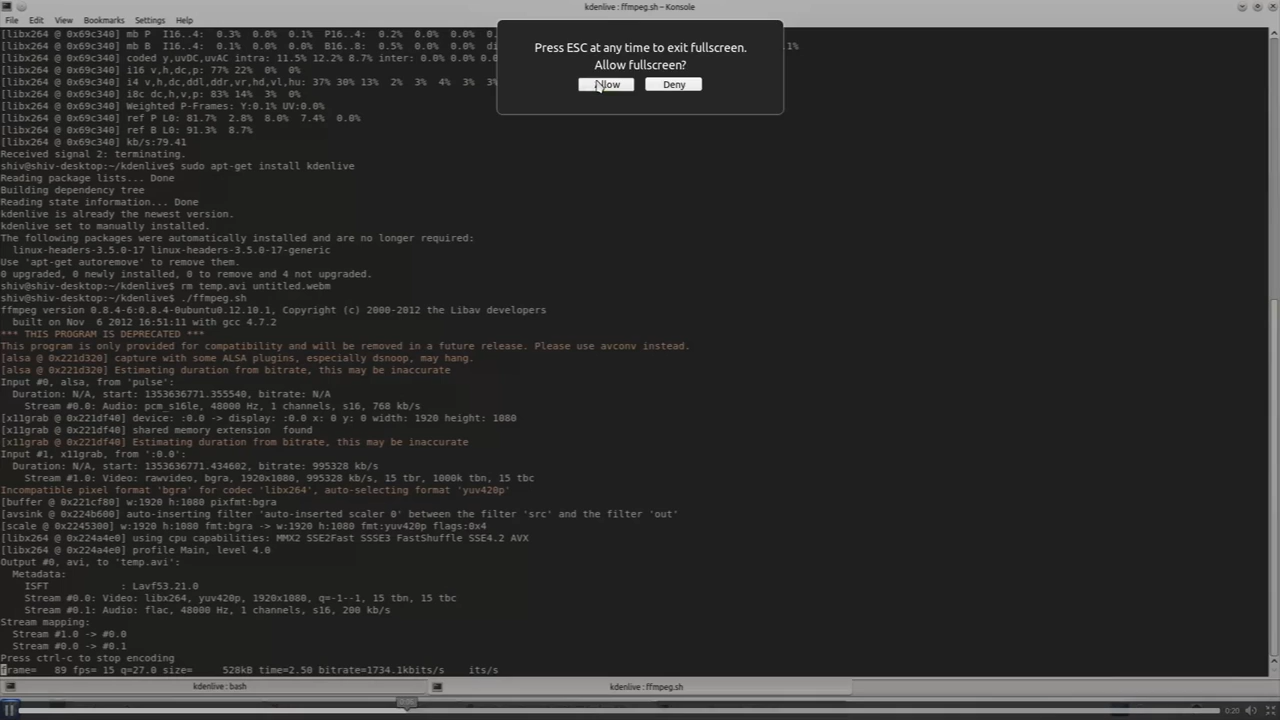 kdenlive : ffmpeg.sh – Konsole
File Edit View Bookmarks Settings Help
[libx264 @ 0x69c340] mb P  I16..4:  0.3%  0.0%  0.1%  P16..4:  0.2%  0.0%  0.0%  0.0%
[libx264 @ 0x69c340] mb B  I16..4:  0.1%  0.0%  0.0%  B16..8:  0.5%  0.0%  0.0%
[libx264 @ 0x69c340] coded y,uvDC,uvAC intra: 11.5% 12.2% 8.7% inter: 0.0% 0.0%
[libx264 @ 0x69c340] i16 v,h,dc,p: 77% 22%  0%  0%
[libx264 @ 0x69c340] i4 v,h,dc,ddl,ddr,vr,hd,vl,hu: 37% 30% 13%  2%  3%  4%  3%
[libx264 @ 0x69c340] i8c dc,h,v,p: 83% 14%  3%  0%
[libx264 @ 0x69c340] Weighted P-Frames: Y:0.1% UV:0.0%
[libx264 @ 0x69c340] ref P L0: 81.7%  2.8%  8.0%  7.4%  0.0%
[libx264 @ 0x69c340] ref B L0: 91.3%  8.7%
[libx264 @ 0x69c340] kb/s:79.41
Press ESC at any time to exit fullscreen.
Allow fullscreen?
Deny
Received signal 2: terminating.
shiv@shiv-desktop:~/kdenlive$ sudo apt-get install kdenlive
Reading package lists... Done
Building dependency tree
Reading state information... Done
kdenlive is already the newest version.
kdenlive set to manually installed.
The following packages were automatically installed and are no longer required:
linux-headers-3.5.0-17 linux-headers-3.5.0-17-generic
Use 'apt-get autoremove' to remove them.
0 upgraded, 0 newly installed, 0 to remove and 4 not upgraded.
shiv@shiv-desktop:~/kdenlive$ rm temp.avi untitled.webm
shiv@shiv-desktop:~/kdenlive$ ./ffmpeg.sh
ffmpeg version 0.8.4-6:0.8.4-0ubuntu0.12.10.1, Copyright (c) 2000-2012 the Libav developers
built on Nov  6 2012 16:51:11 with gcc 4.7.2
*** THIS PROGRAM IS DEPRECATED ***
This program is only provided for compatibility and will be removed in a future release. Please use avconv instead.
[alsa @ 0x221d320] capture with some ALSA plugins, especially dsnoop, may hang.
[alsa @ 0x221d320] Estimating duration from bitrate, this may be inaccurate
Input #0, alsa, from 'pulse':
Duration: N/A, start: 1353636771.355540, bitrate: N/A
Stream #0.0: Audio: pcm_s16le, 48000 Hz, 1 channels, s16, 768 kb/s
[x11grab @ 0x221df40] device: :0.0 -> display: :0.0 x: 0 y: 0 width: 1920 height: 1080
[x11grab @ 0x221df40] shared memory extension  found
[x11grab @ 0x221df40] Estimating duration from bitrate, this may be inaccurate
Input #1, x11grab, from ':0.0':
Duration: N/A, start: 1353636771.434602, bitrate: 995328 kb/s
Stream #1.0: Video: rawvideo, bgra, 1920x1080, 995328 kb/s, 15 tbr, 1000k tbn, 15 tbc
Incompatible pixel format 'bgra' for codec 'libx264', auto-selecting format 'yuv420p'
[buffer @ 0x221cf80] w:1920 h:1080 pixfmt:bgra
[avsink @ 0x224b600] auto-inserting filter 'auto-inserted scaler 0' between the filter 'src' and the filter 'out'
[scale @ 0x2245300] w:1920 h:1080 fmt:bgra -> w:1920 h:1080 fmt:yuv420p flags:0x4
[libx264 @ 0x224a4e0] using cpu capabilities: MMX2 SSE2Fast SSSE3 FastShuffle SSE4.2 AVX
[libx264 @ 0x224a4e0] profile Main, level 4.0
Output #0, avi, to 'temp.avi':
Metadata:
ISFT            : Lavf53.21.0
Stream #0.0: Video: libx264, yuv420p, 1920x1080, q=-1--1, 15 tbn, 15 tbc
Stream #0.1: Audio: flac, 48000 Hz, 1 channels, s16, 200 kb/s
Stream mapping:
Stream #1.0 -> #0.0
Stream #0.0 -> #0.1
Press ctrl-c to stop encoding
frame=   89 fps= 15 q=27.0 size=     528kB time=2.50 bitrate=1734.1kbits/s    its/s
kdenlive : bash
kdenlive : ffmpeg.sh
0:20